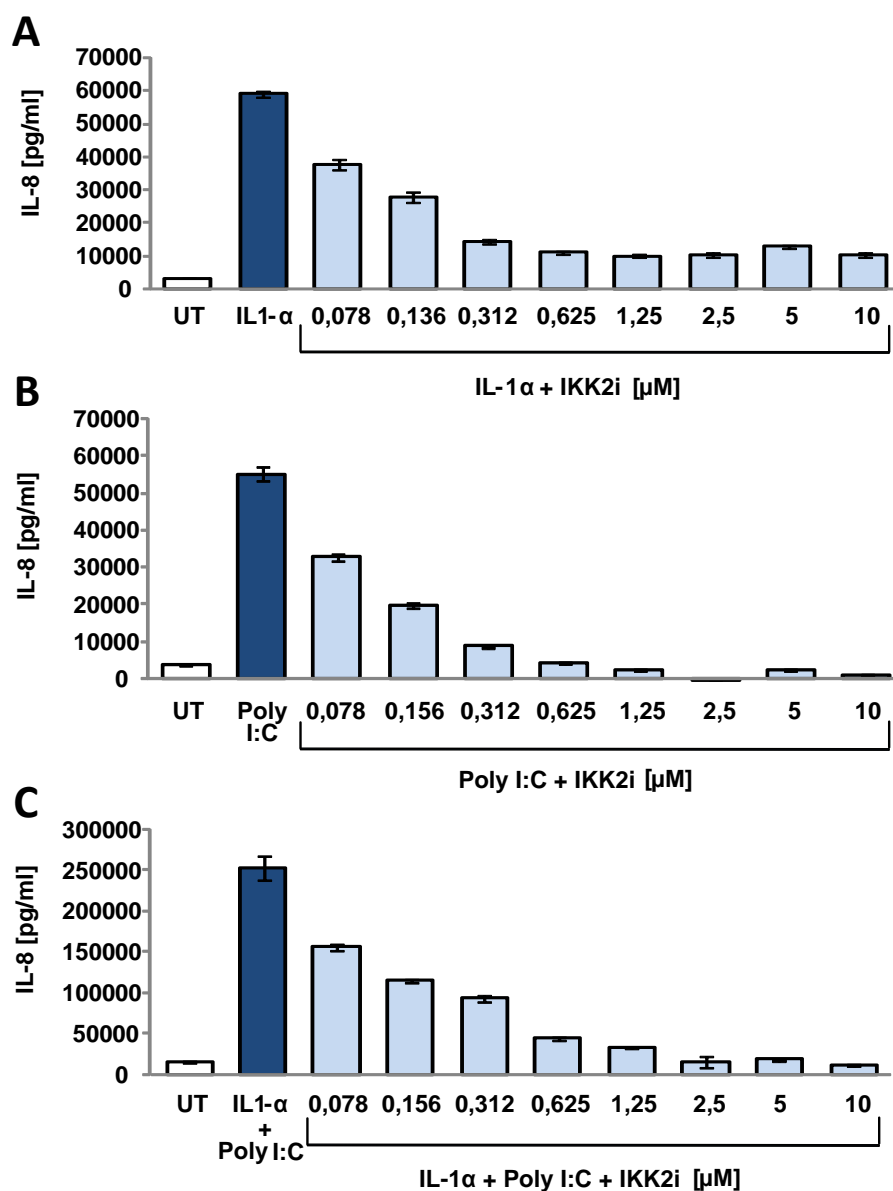 A
70000
60000
50000
40000
30000
20000
10000
0
IL-8 [pg/ml]
UT IL1-α 0,078 0,136 0,312 0,625 1,25 2,5 5 10
IL-1α + IKK2i [µM]
B
70000
60000
50000
40000
30000
20000
10000
0
IL-8 [pg/ml]
UT Poly I:C 0,078 0,156 0,312 0,625 1,25 2,5 5 10
Poly I:C + IKK2i [µM]
C
300000
250000
200000
150000
100000
50000
0
IL-8 [pg/ml]
UT IL1-α + Poly I:C 0,078 0,156 0,312 0,625 1,25 2,5 5 10
IL-1α + Poly I:C + IKK2i [µM]